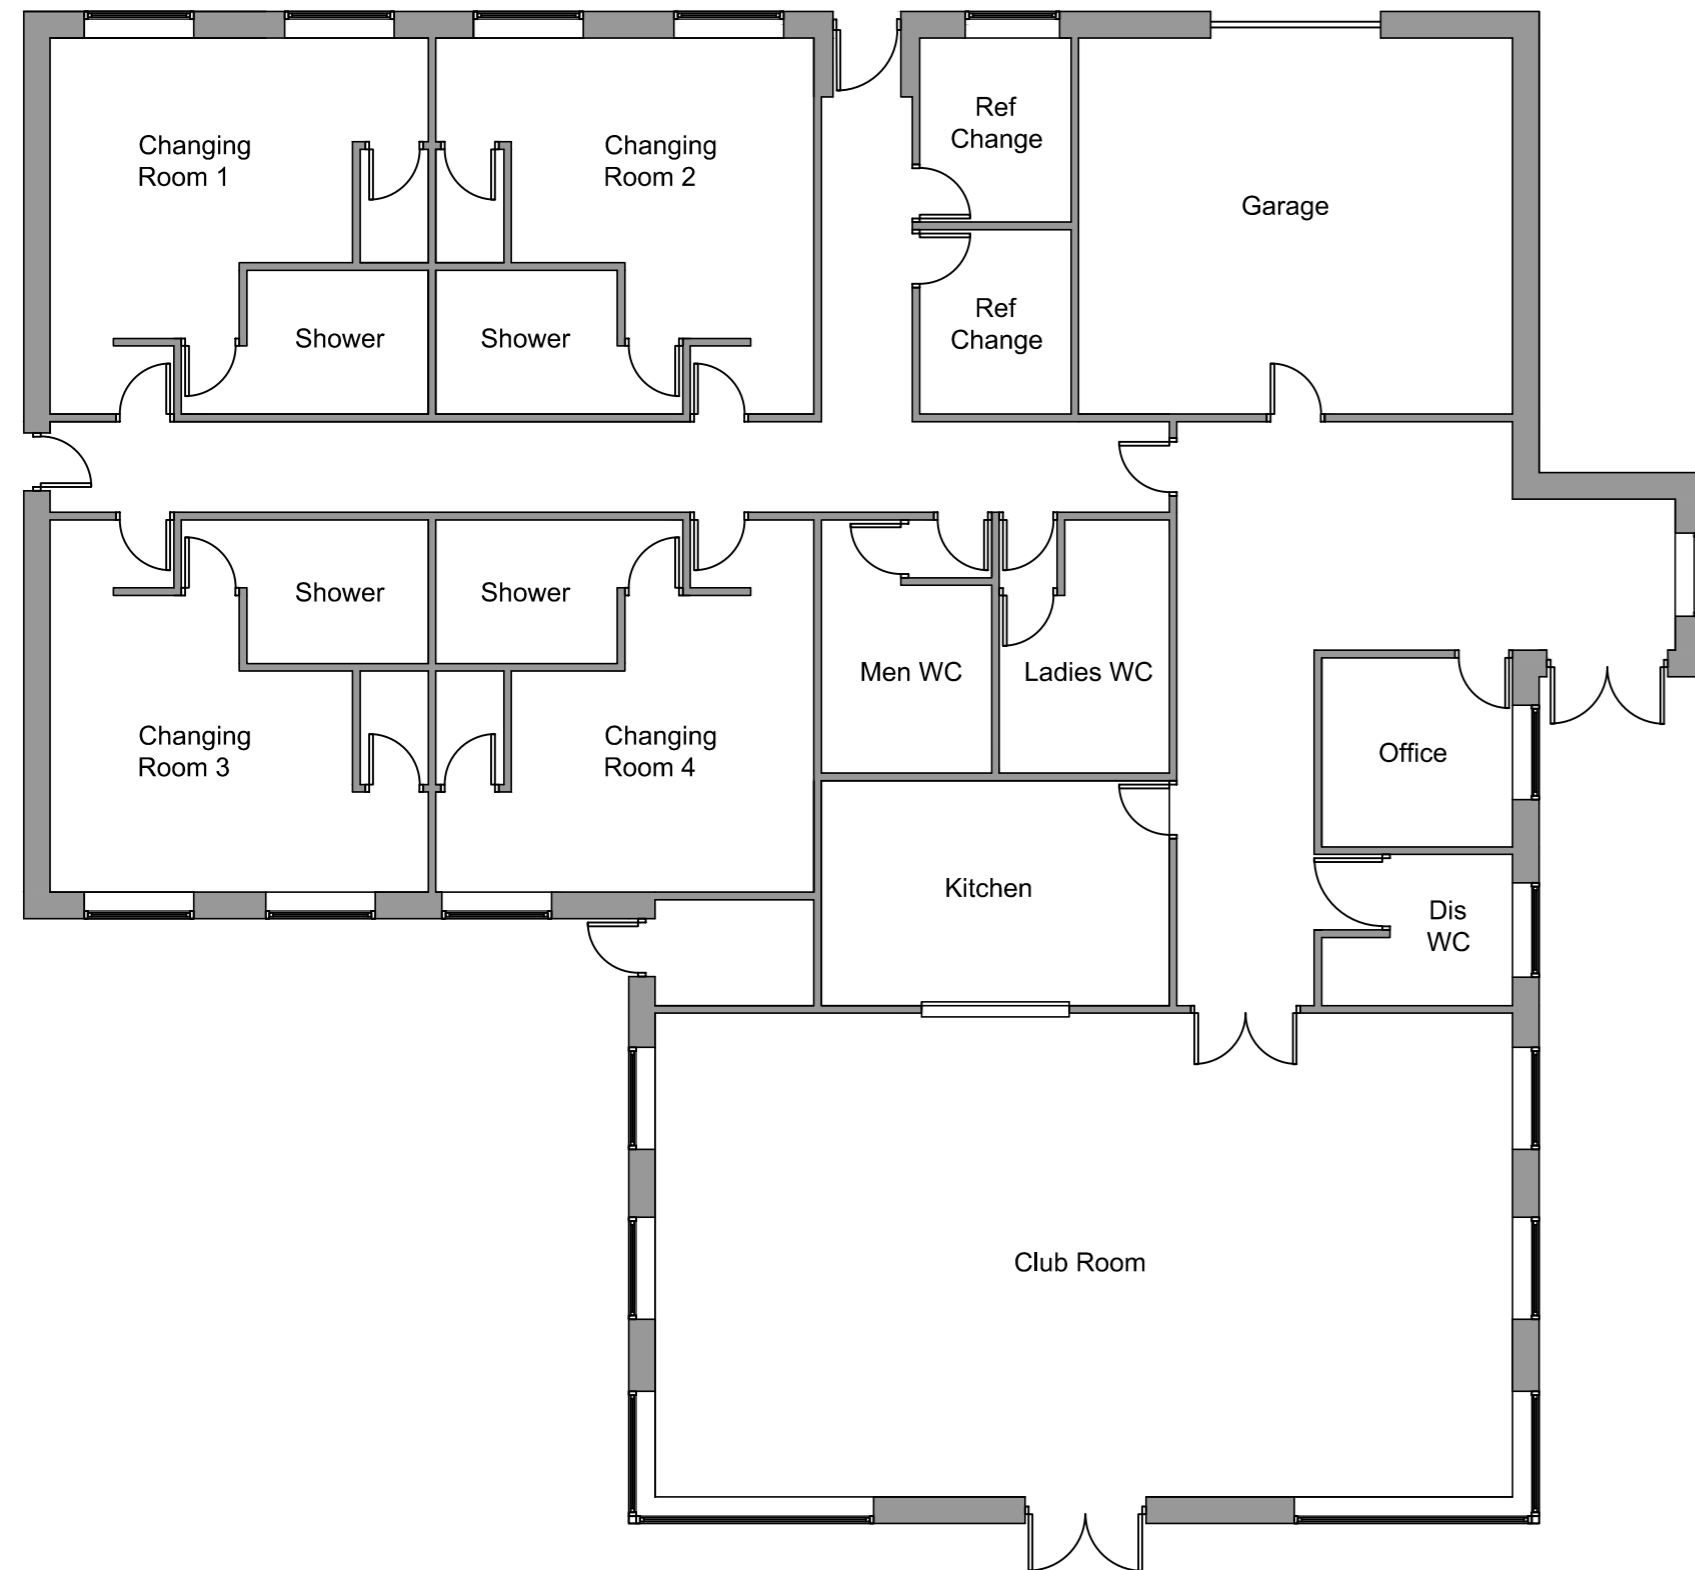 Changing
Room 1
Changing
Room 2
Ref
Change
Garage
Shower
Shower
Ref
Change
Shower
Shower
Men WC
Ladies WC
Changing
Room 3
Changing
Room 4
Office
Kitchen
Dis
WC
Club Room